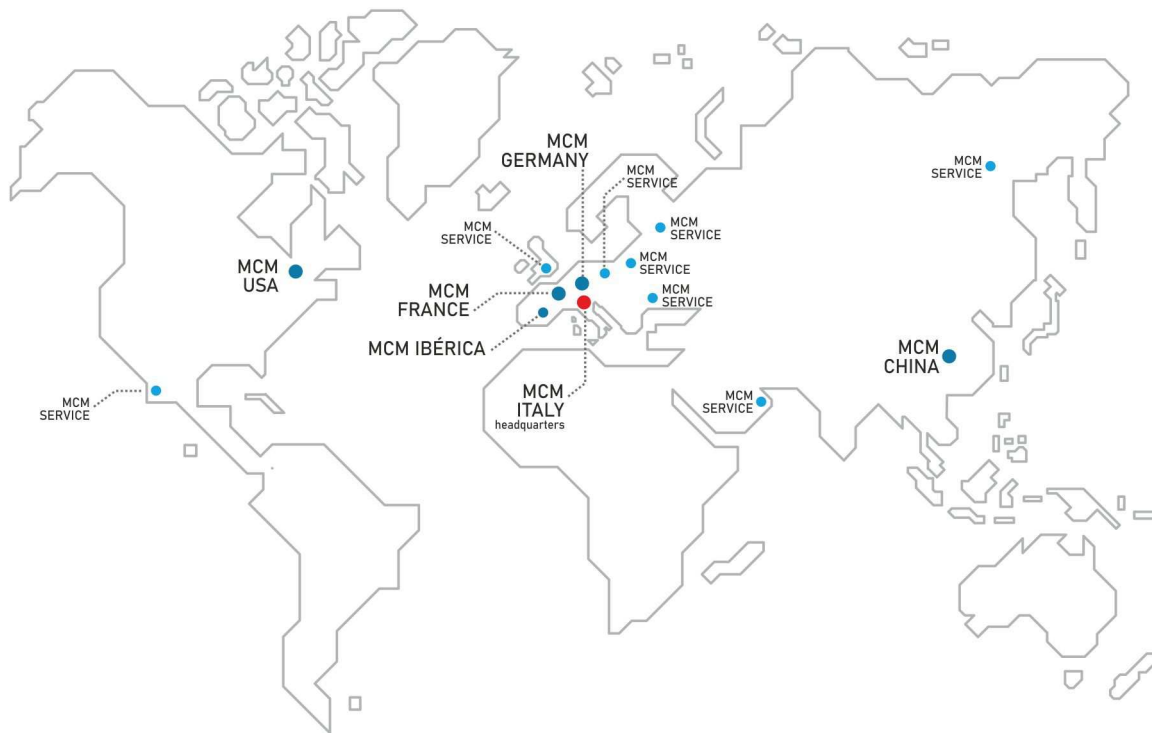 MCM
GERMANY
MCM
SERVICE
MCM
SERVICE
MCM
SERVICE
MCM
SERVICE
MCM
SERVICE
MCM
USA
MCM
SERVICE
MCM
FRANCE
MCM
SERVICE
MCM IBÉRICA
MCM
CHINA
MCM
ITALY
headquarters
MCM
SERVICE
MCM
SERVICE